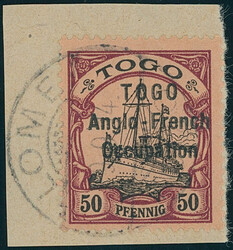 TOGO
TOGO
Anglo French
Occupation
50 PFENNIG 50
LOME